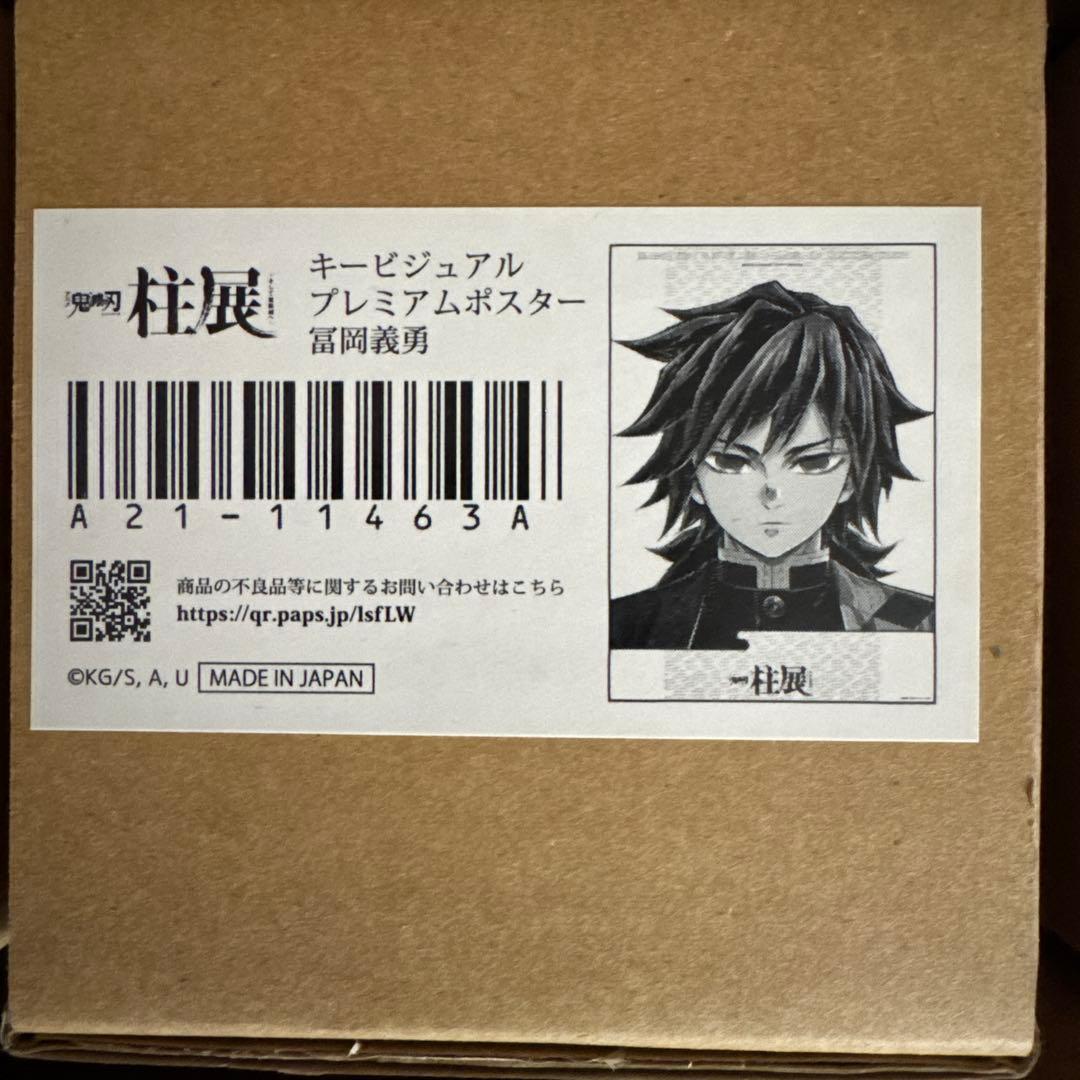 鬼滅の刃
柱展
キービジュアル
プレミアムポスター
冨岡義勇
A21-11463A
商品の不良品等に関するお問い合わせはこちら
https://qr.paps.jp/lsfLW
©KG/S, A, U MADE IN JAPAN
柱展